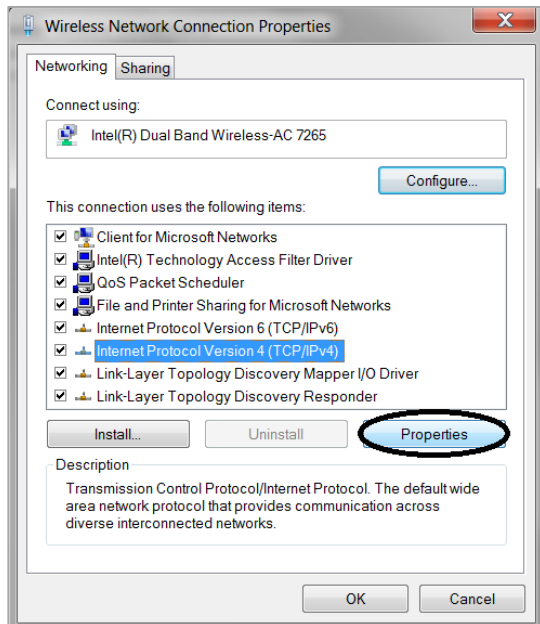 Wireless Network Connection Properties
Networking
Sharing
Connect using:
Intel(R) Dual Band Wireless-AC 7265
Configure...
This connection uses the following items:
Client for Microsoft Networks
Intel(R) Technology Access Filter Driver
QoS Packet Scheduler
File and Printer Sharing for Microsoft Networks
Internet Protocol Version 6 (TCP/IPv6)
Internet Protocol Version 4 (TCP/IPv4)
Link-Layer Topology Discovery Mapper I/O Driver
Link-Layer Topology Discovery Responder
Install...
Uninstall
Properties
Description
Transmission Control Protocol/Internet Protocol. The default wide
area network protocol that provides communication across
diverse interconnected networks.
OK
Cancel